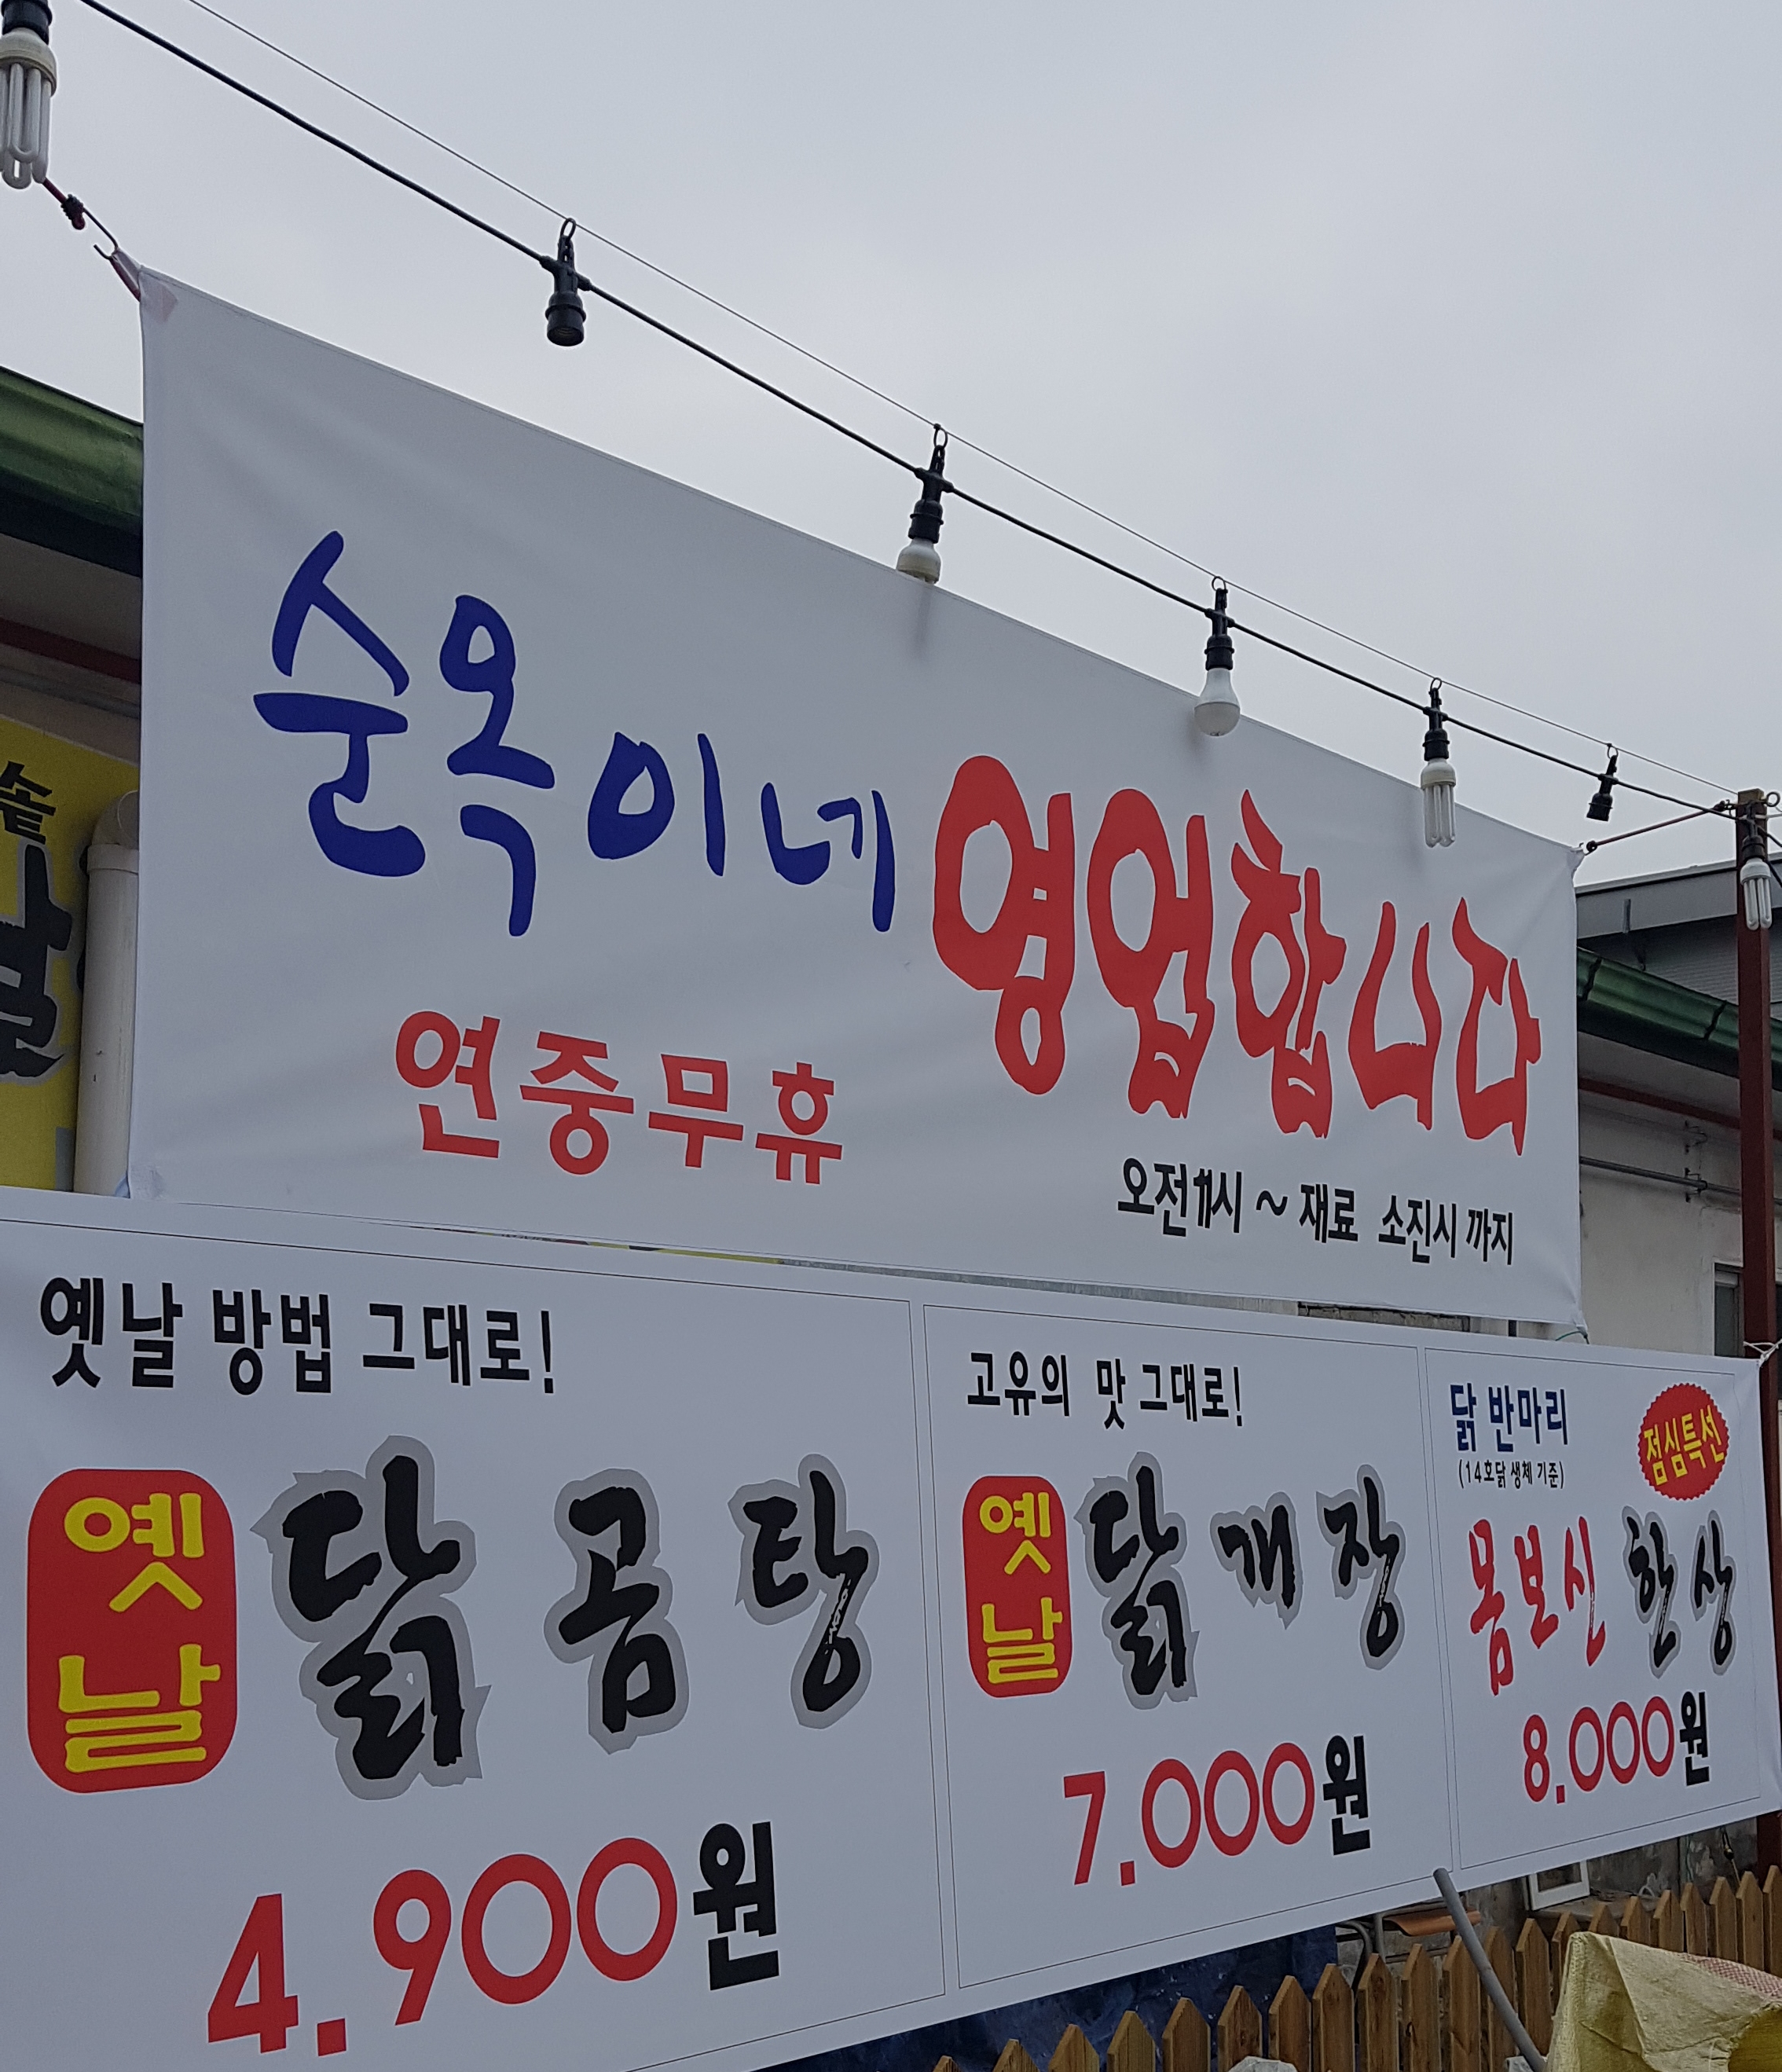 순옥이네 영업합니다
연중무휴
오전11시 ~ 재료 소진시 까지
옛날 방법 그대로!
옛날 닭곰탕
4.900원
고유의 맛 그대로!
옛날 닭개장
7.000원
닭 반마리
(14호닭 생체 기준)
점심특선
몸보신 한상
8.000원
솥